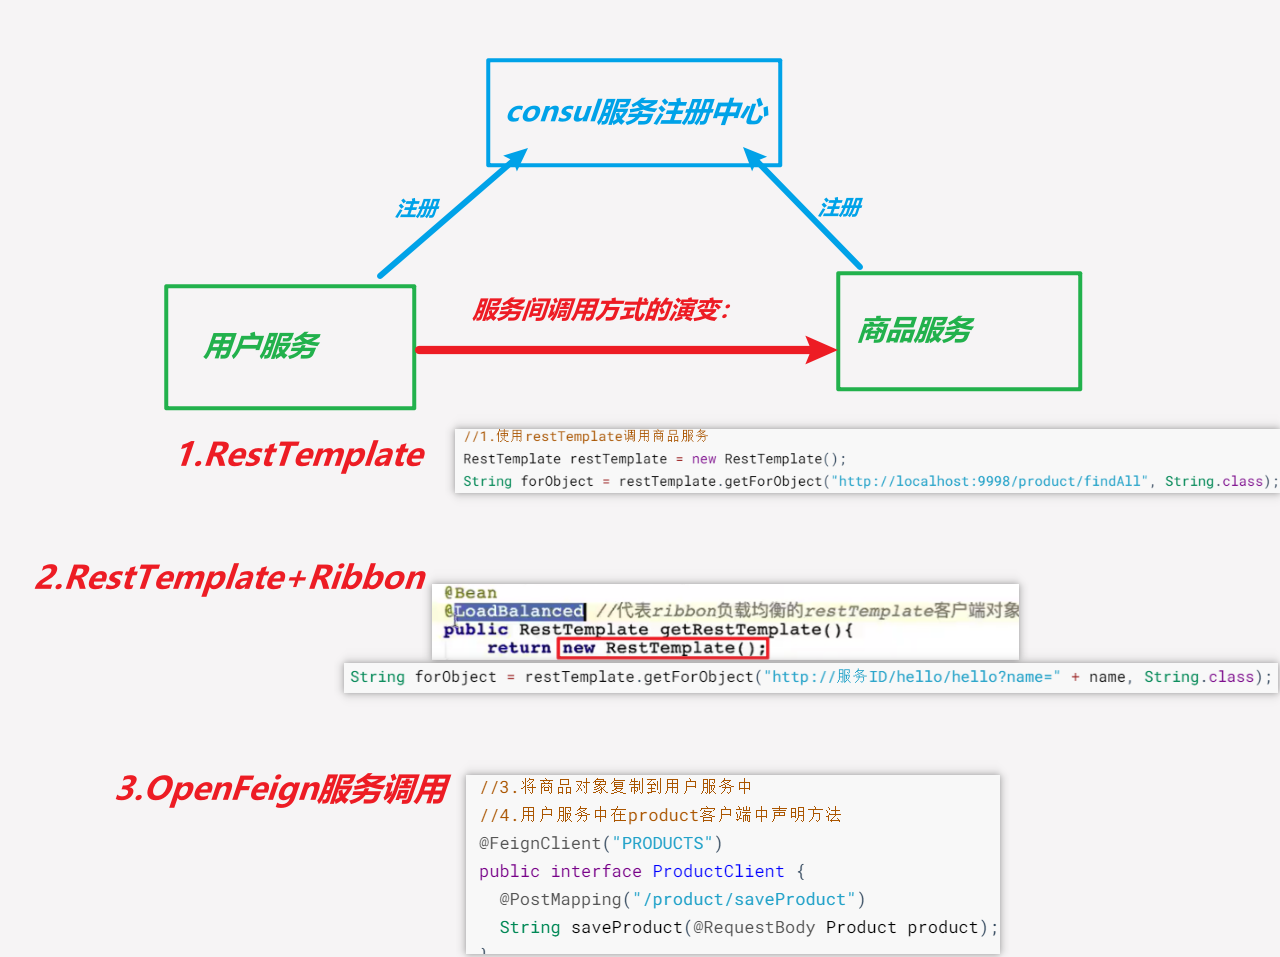 consul服务注册中心
注册
注册
服务间调用方式的演变:
用户服务
商品服务
1.RestTemplate
//1.使用restTemplate调用商品服务
RestTemplate restTemplate = new RestTemplate();
String forObject = restTemplate.getForObject("http://localhost:9998/product/findAll", String.class);
2.RestTemplate+Ribbon
@Bean
@LoadBalanced //代表ribbon负载均衡的restTemplate客户端对象
public RestTemplate getRestTemplate(){
return new RestTemplate();
String forObject = restTemplate.getForObject("http://服务ID/hello/hello?name=" + name, String.class);
3.OpenFeign服务调用
//3.将商品对象复制到用户服务中
//4.用户服务中在product客户端中声明方法
@FeignClient("PRODUCTS")
public interface ProductClient {
@PostMapping("/product/saveProduct")
String saveProduct(@RequestBody Product product);
}